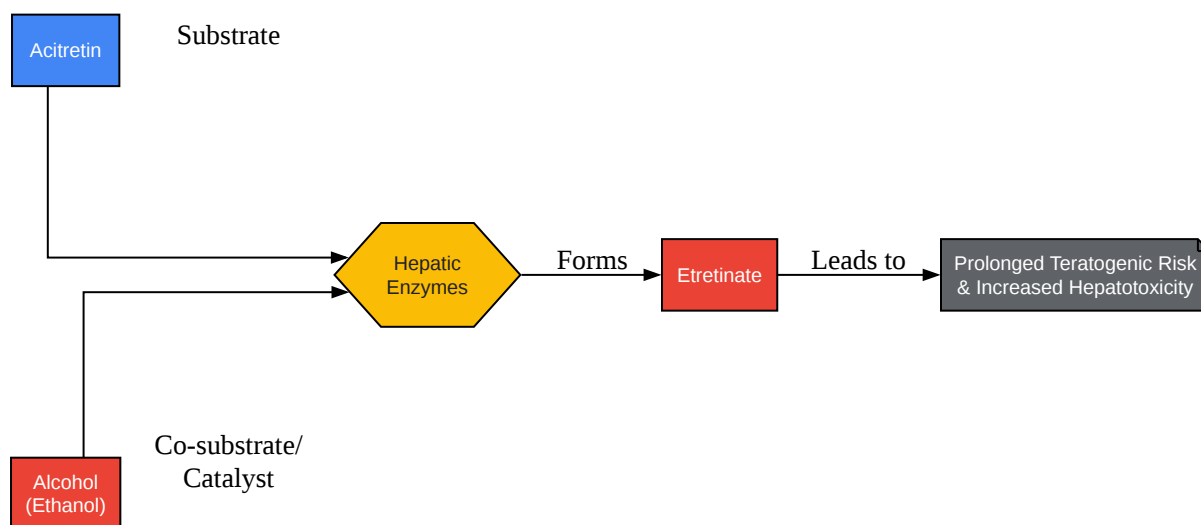 Acitretin
Substrate
Hepatic
Enzymes
Forms
Etretinate
Leads to
Prolonged Teratogenic Risk
& Increased Hepatotoxicity
Co-substrate/
Catalyst
Alcohol
(Ethanol)